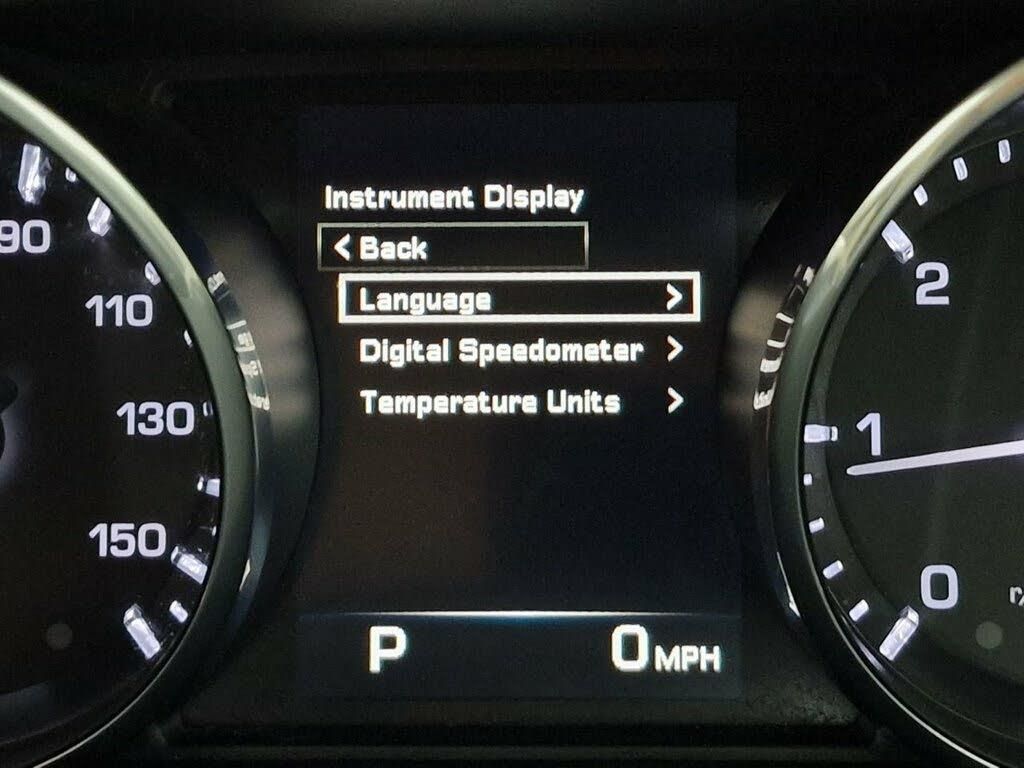 Instrument Display
< Back
Language >
Digital Speedometer >
Temperature Units >
P
0 MPH
90
110
130
150
2
1
0